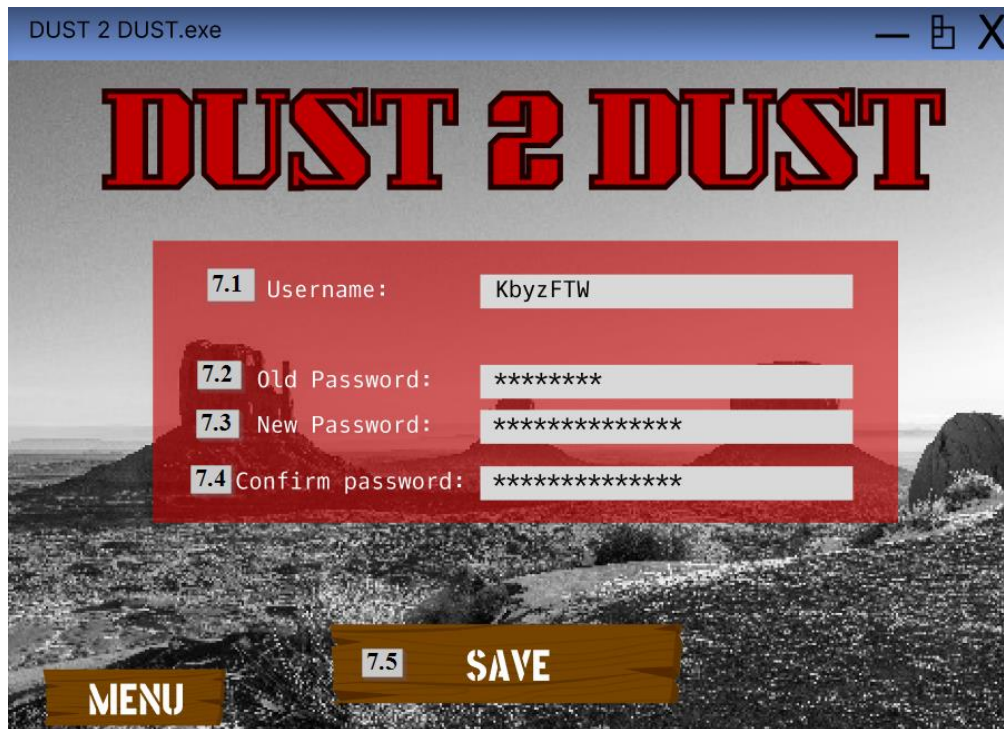 DUST 2 DUST.exe
DUST 2 DUST
7.1 Username: KbyzFTW
7.2 Old Password: ********
7.3 New Password: **************
7.4 Confirm password: **************
7.5 SAVE
MENU